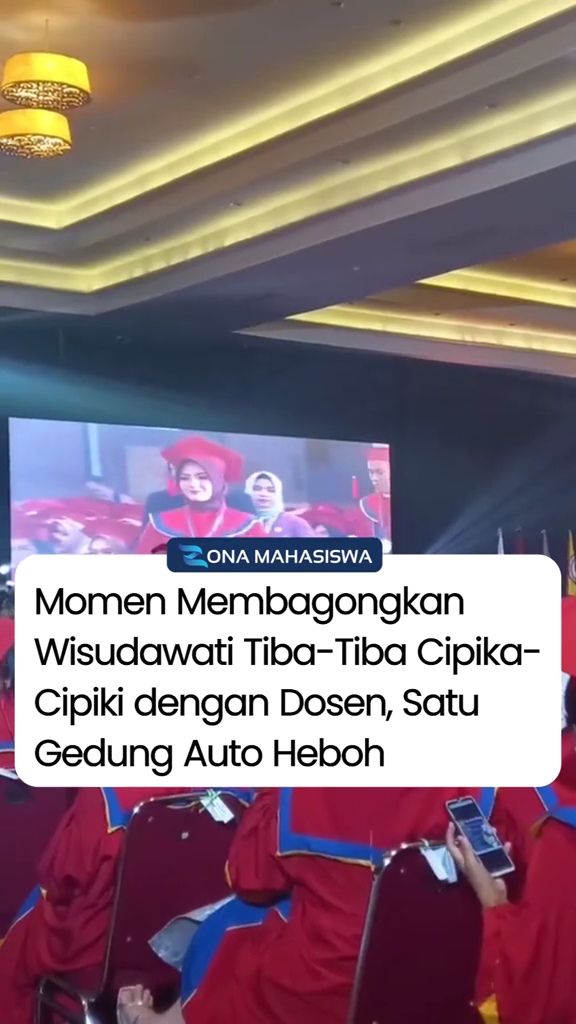 ZONA MAHASISWA
Momen Membagongkan
Wisudawati Tiba-Tiba Cipika-
Cipiki dengan Dosen, Satu
Gedung Auto Heboh